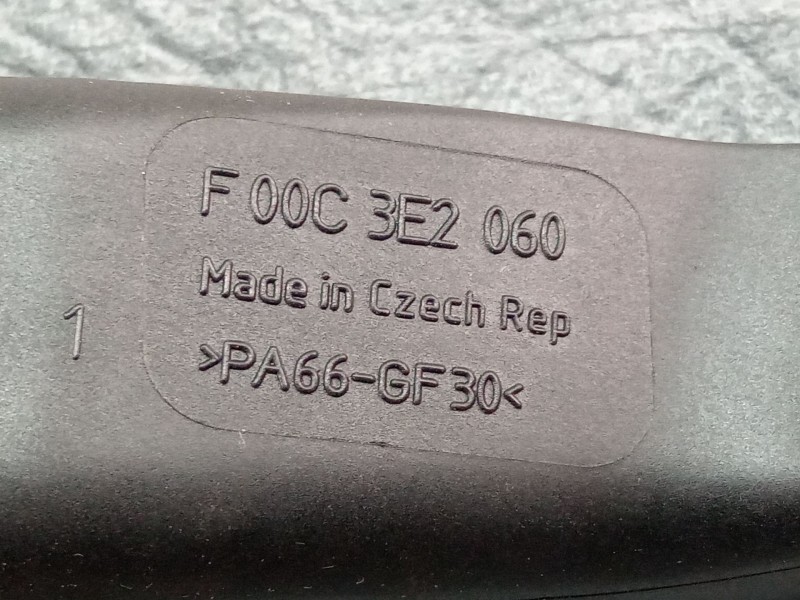 F 00C 3E2 060
Made in Czech Rep
>PA66-GF30<
1